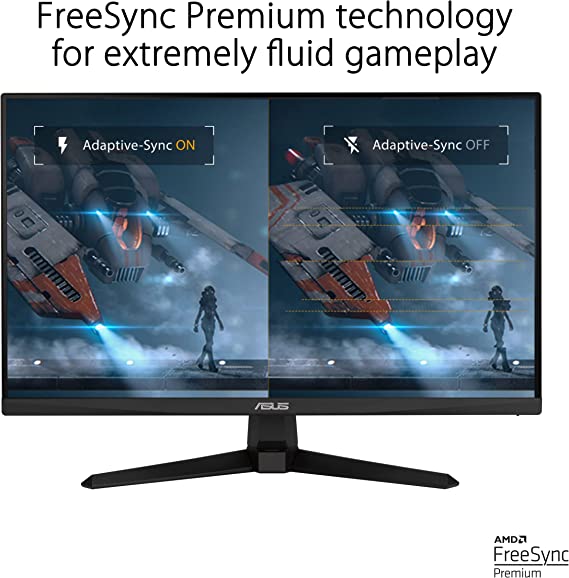 FreeSync Premium technology
for extremely fluid gameplay
Adaptive-Sync ON
Adaptive-Sync OFF
ASUS
AMD
FreeSync
Premium